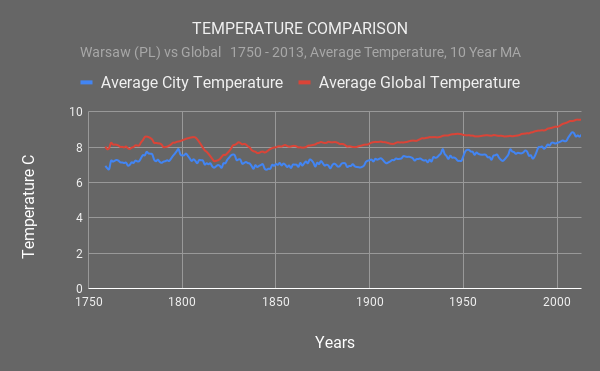 TEMPERATURE COMPARISON
Warsaw (PL) vs Global  1750 - 2013, Average Temperature, 10 Year MA
Average City Temperature
Average Global Temperature
Temperature C
10
8
6
4
2
0
1750
1800
1850
1900
1950
2000
Years